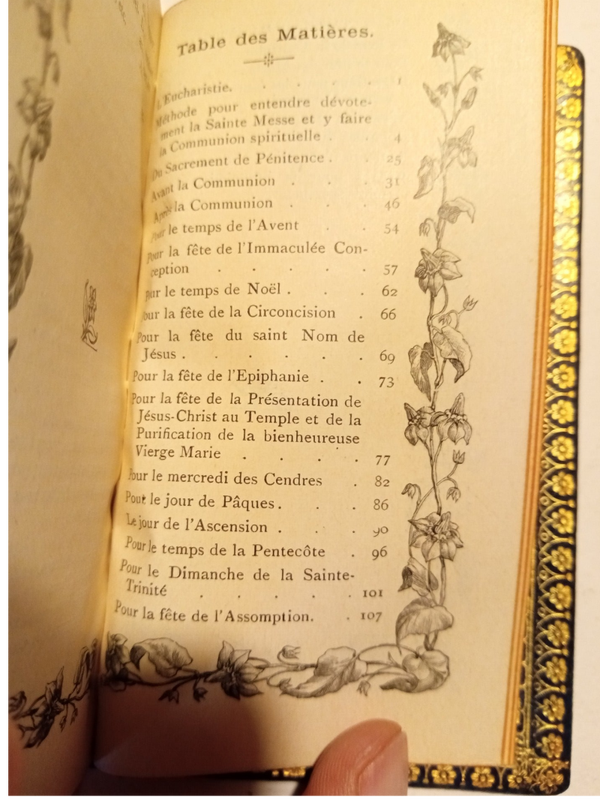 Table des Matières.
L'Eucharistie. . . . . 1
Méthode pour entendre dévote-
ment la Sainte Messe et y faire
la Communion spirituelle . . 4
Du Sacrement de Pénitence . . 25
Avant la Communion . . . 31
Après la Communion . . . 46
Pour le temps de l'Avent . . 54
Pour la fête de l'Immaculée Con-
ception . . . . . 57
Pour le temps de Noël . . . 62
Pour la fête de la Circoncision . 66
Pour la fête du saint Nom de
Jésus . . . . . . 69
Pour la fête de l'Epiphanie . . 73
Pour la fête de la Présentation de
Jésus-Christ au Temple et de la
Purification de la bienheureuse
Vierge Marie . . . . 77
Pour le mercredi des Cendres . 82
Pour le jour de Pâques . . . 86
Le jour de l'Ascension . . . 90
Pour le temps de la Pentecôte . 96
Pour le Dimanche de la Sainte-
Trinité . . . . . 101
Pour la fête de l'Assomption. . 107